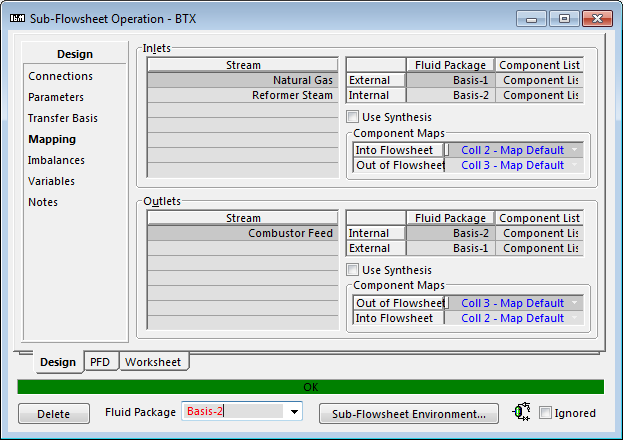 Sub-Flowsheet Operation - BTX
Design
Connections
Parameters
Transfer Basis
Mapping
Imbalances
Variables
Notes
Inlets
Stream
Natural Gas
Reformer Steam
Fluid Package Component List
External Basis-1 Component Lis
Internal Basis-2 Component Lis
Use Synthesis
Component Maps
Into Flowsheet Coll 2 - Map Default
Out of Flowsheet Coll 3 - Map Default
Outlets
Stream
Combustor Feed
Fluid Package Component List
Internal Basis-2 Component Lis
External Basis-1 Component Lis
Use Synthesis
Component Maps
Out of Flowsheet Coll 3 - Map Default
Into Flowsheet Coll 2 - Map Default
Design PFD Worksheet
OK
Delete Fluid Package Basis-2 Sub-Flowsheet Environment... Ignored